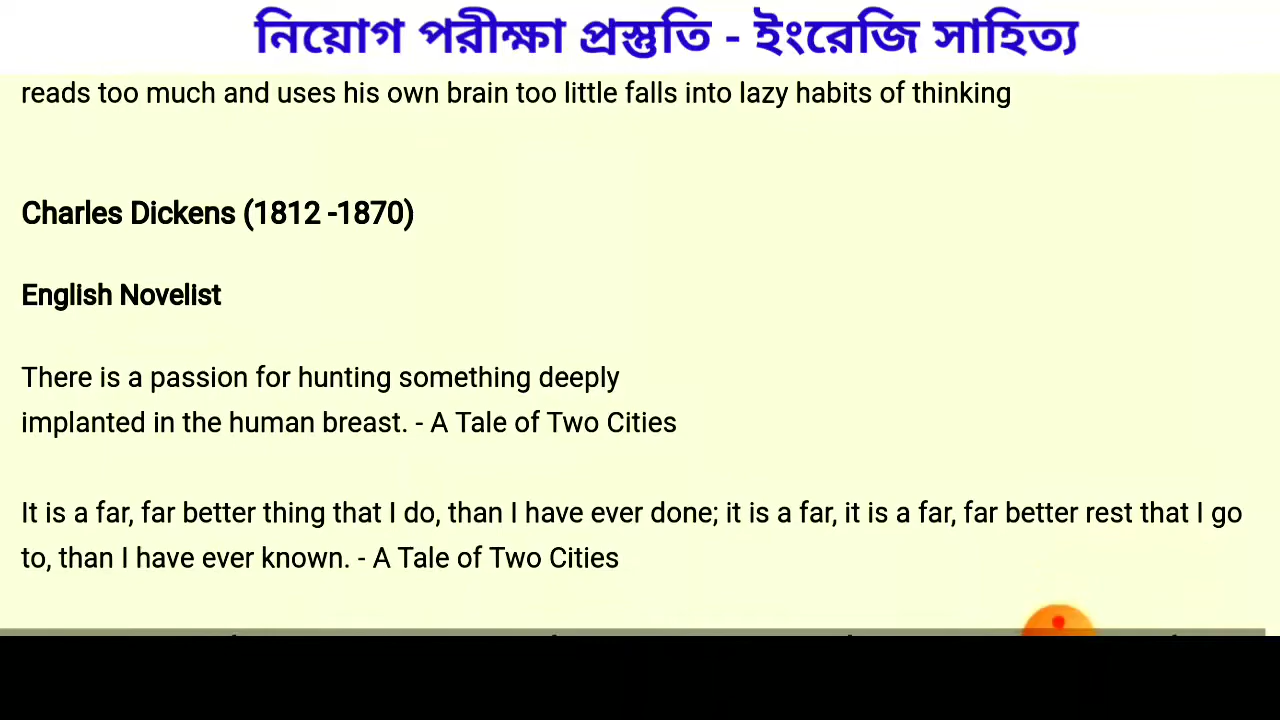 নিয়োগ পরীক্ষা প্রস্তুতি - ইংরেজি সাহিত্য
reads too much and uses his own brain too little falls into lazy habits of thinking
Charles Dickens (1812 -1870)
English Novelist
There is a passion for hunting something deeply
implanted in the human breast. - A Tale of Two Cities
It is a far, far better thing that I do, than I have ever done; it is a far, it is a far, far better rest that I go
to, than I have ever known. - A Tale of Two Cities